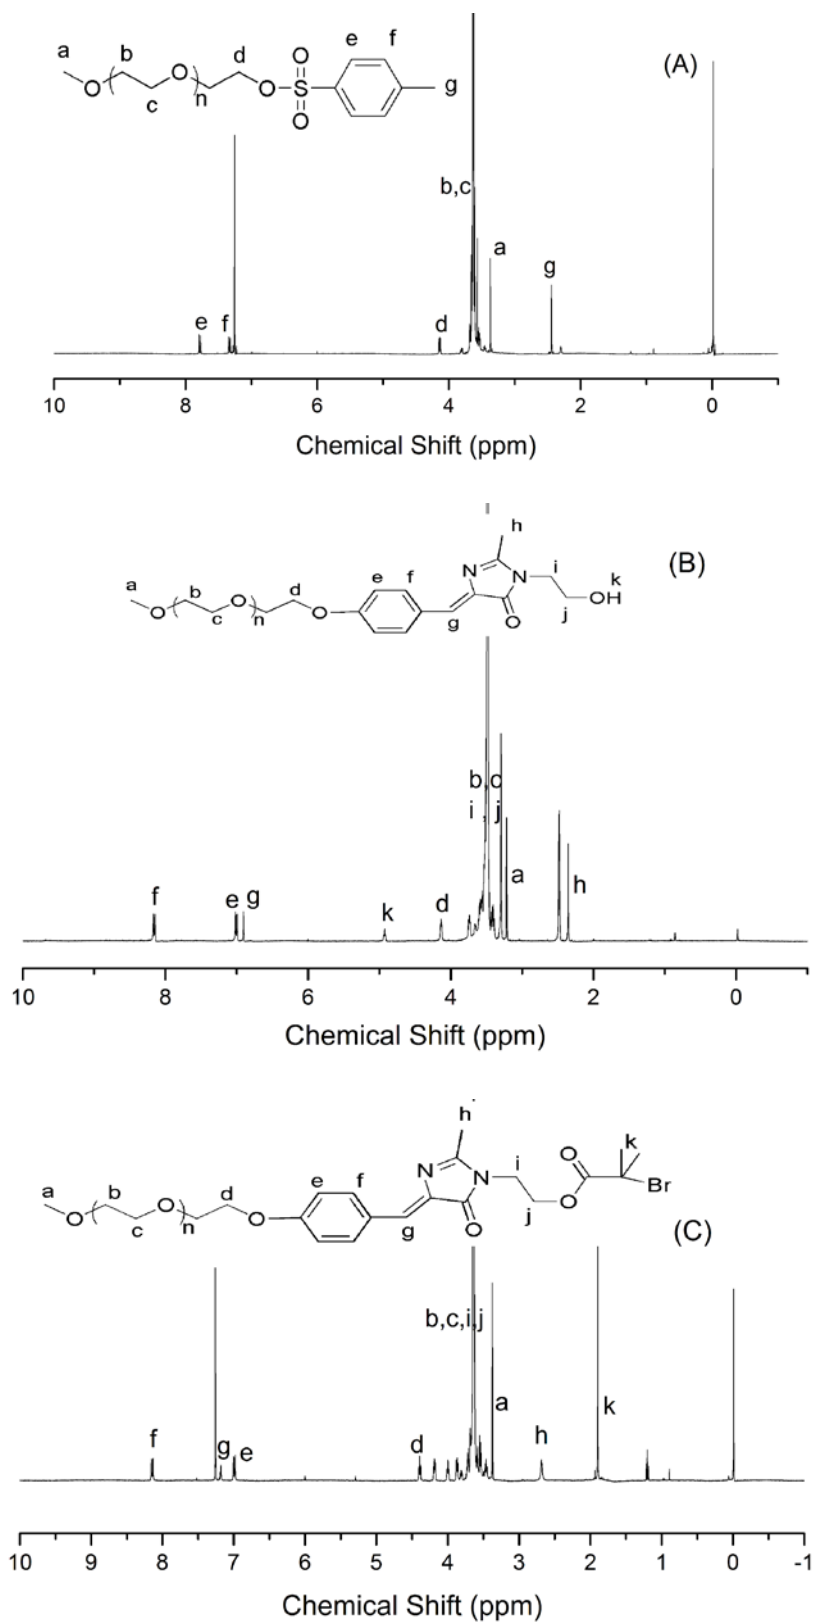 a b d e f
c n g
O O O S O O
(A)
b,c
a
g
e f d
10 8 6 4 2 0
Chemical Shift (ppm)
h
(B)
a b d e f N N i k
O O O OH
c n g O j
b, c
i, j
f e g k d a h
10 8 6 4 2 0
Chemical Shift (ppm)
h
(C)
a b d e f N N i O k
O O O O Br
c n g O j
b,c,i,j
a
k
f g e d h
10 9 8 7 6 5 4 3 2 1 0 -1
Chemical Shift (ppm)